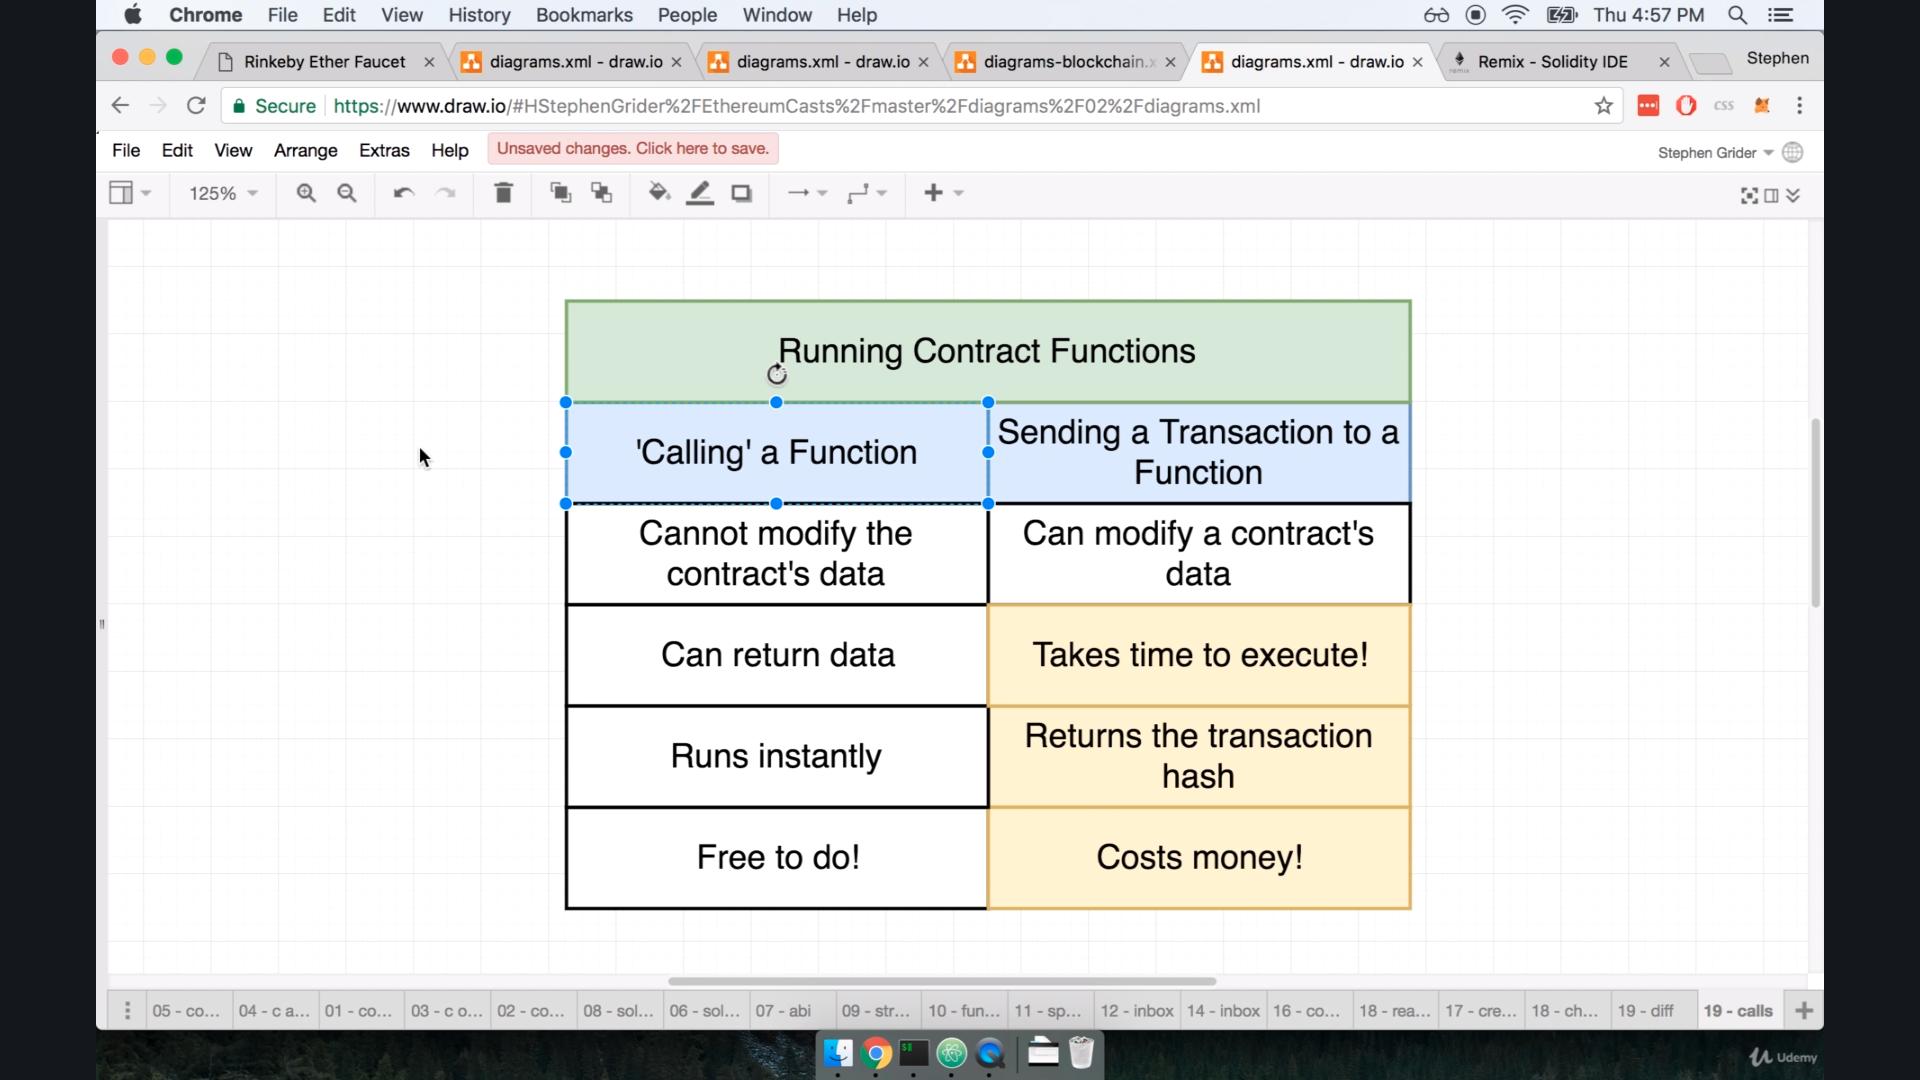 Chrome File Edit View History Bookmarks People Window Help Thu 4:57 PM
Rinkeby Ether Faucet diagrams.xml - draw.io diagrams.xml - draw.io diagrams-blockchain.x diagrams.xml - draw.io Remix - Solidity IDE Stephen
Secure https://www.draw.io/#HStephenGrider%2FEthereumCasts%2Fmaster%2Fdiagrams%2F02%2Fdiagrams.xml css
File Edit View Arrange Extras Help Unsaved changes. Click here to save. Stephen Grider
125%
Running Contract Functions
'Calling' a Function
Sending a Transaction to a
Function
Cannot modify the
contract's data
Can modify a contract's
data
Can return data
Takes time to execute!
Runs instantly
Returns the transaction
hash
Free to do!
Costs money!
05 - co... 04 - c a... 01 - co... 03 - c o... 02 - co... 08 - sol... 06 - sol... 07 - abi 09 - str... 10 - fun... 11 - sp... 12 - inbox 14 - inbox 16 - co... 18 - rea... 17 - cre... 18 - ch... 19 - diff 19 - calls
Udemy